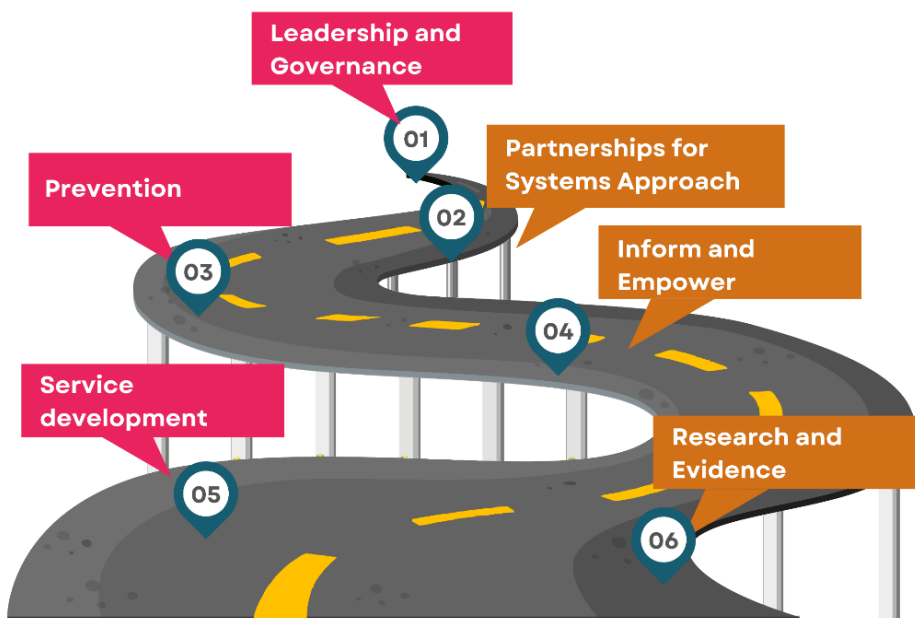 Leadership and
Governance
01
Partnerships for
Systems Approach
02
Prevention
03
Inform and
Empower
04
Service
development
05
Research and
Evidence
06